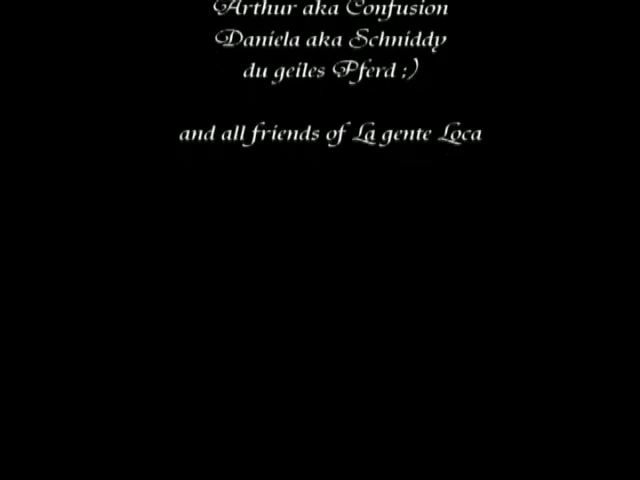 Arthur aka Confusion
Daniela aka Schniddy
du geiles Pferd ;)
and all friends of La gente Loca